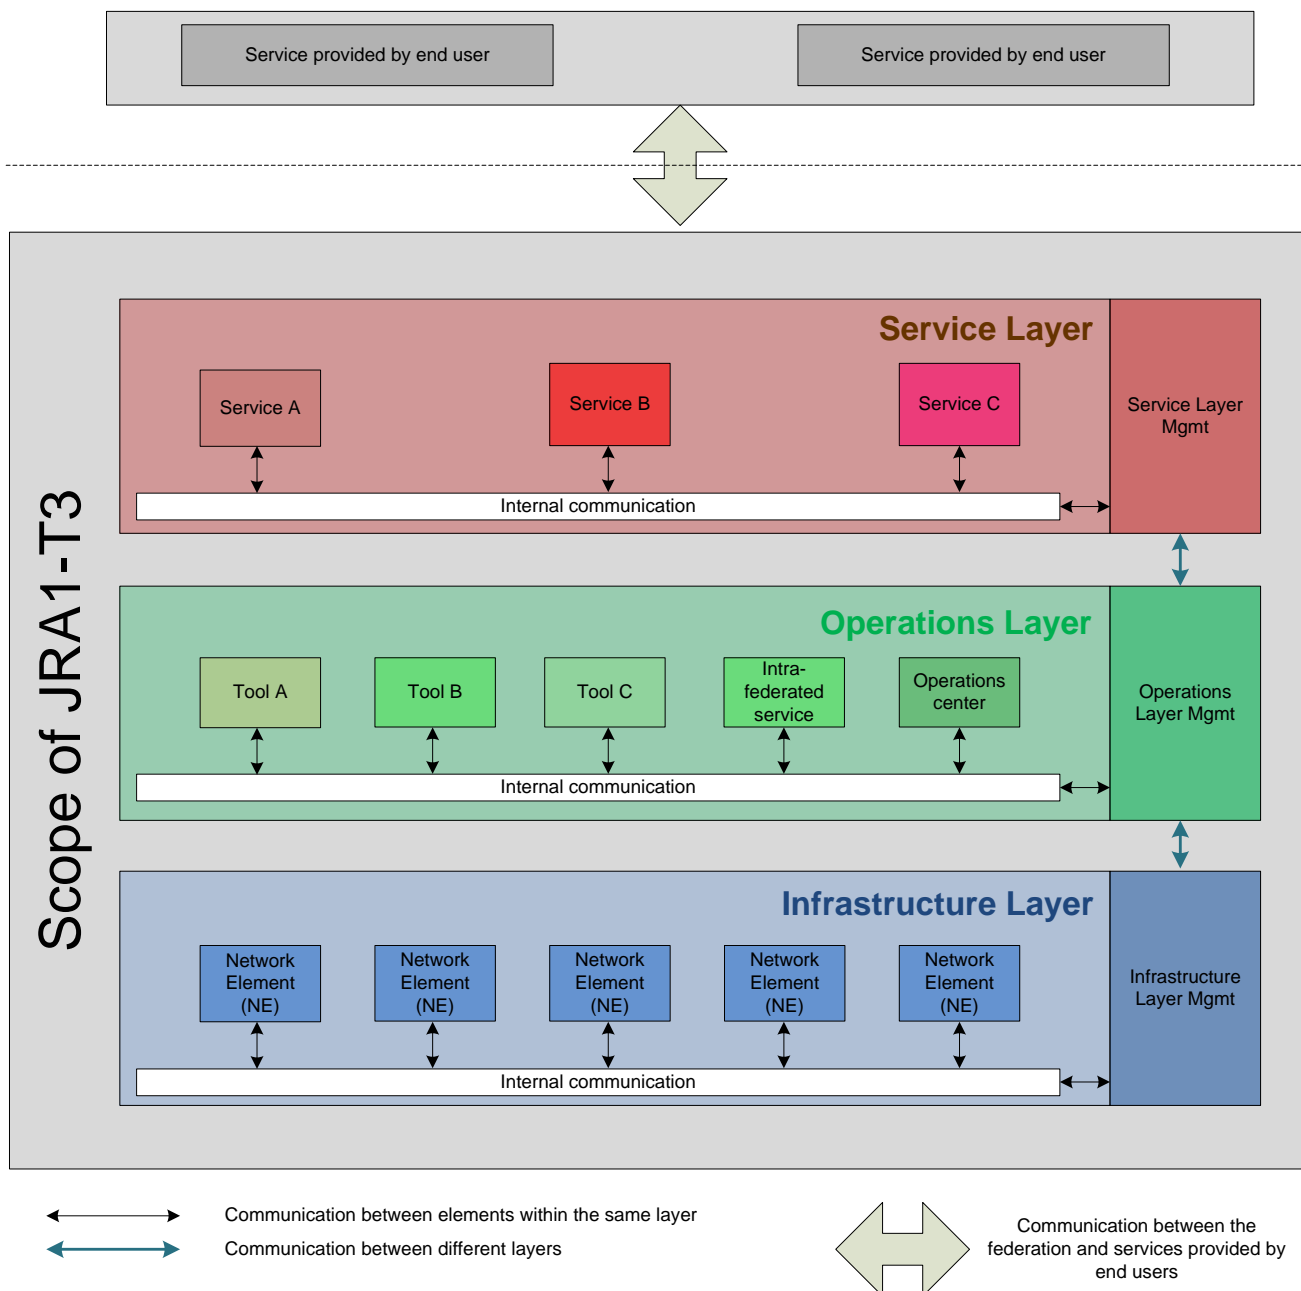 Service provided by end user
Service provided by end user
Scope of JRA1-T3
Service Layer
Service A
Service B
Service C
Internal communication
Service Layer
Mgmt
Operations Layer
Tool A
Tool B
Tool C
Intra-
federated
service
Operations
center
Internal communication
Operations
Layer Mgmt
Infrastructure Layer
Network
Element
(NE)
Network
Element
(NE)
Network
Element
(NE)
Network
Element
(NE)
Network
Element
(NE)
Internal communication
Infrastructure
Layer Mgmt
Communication between elements within the same layer
Communication between different layers
Communication between the
federation and services provided by
end users